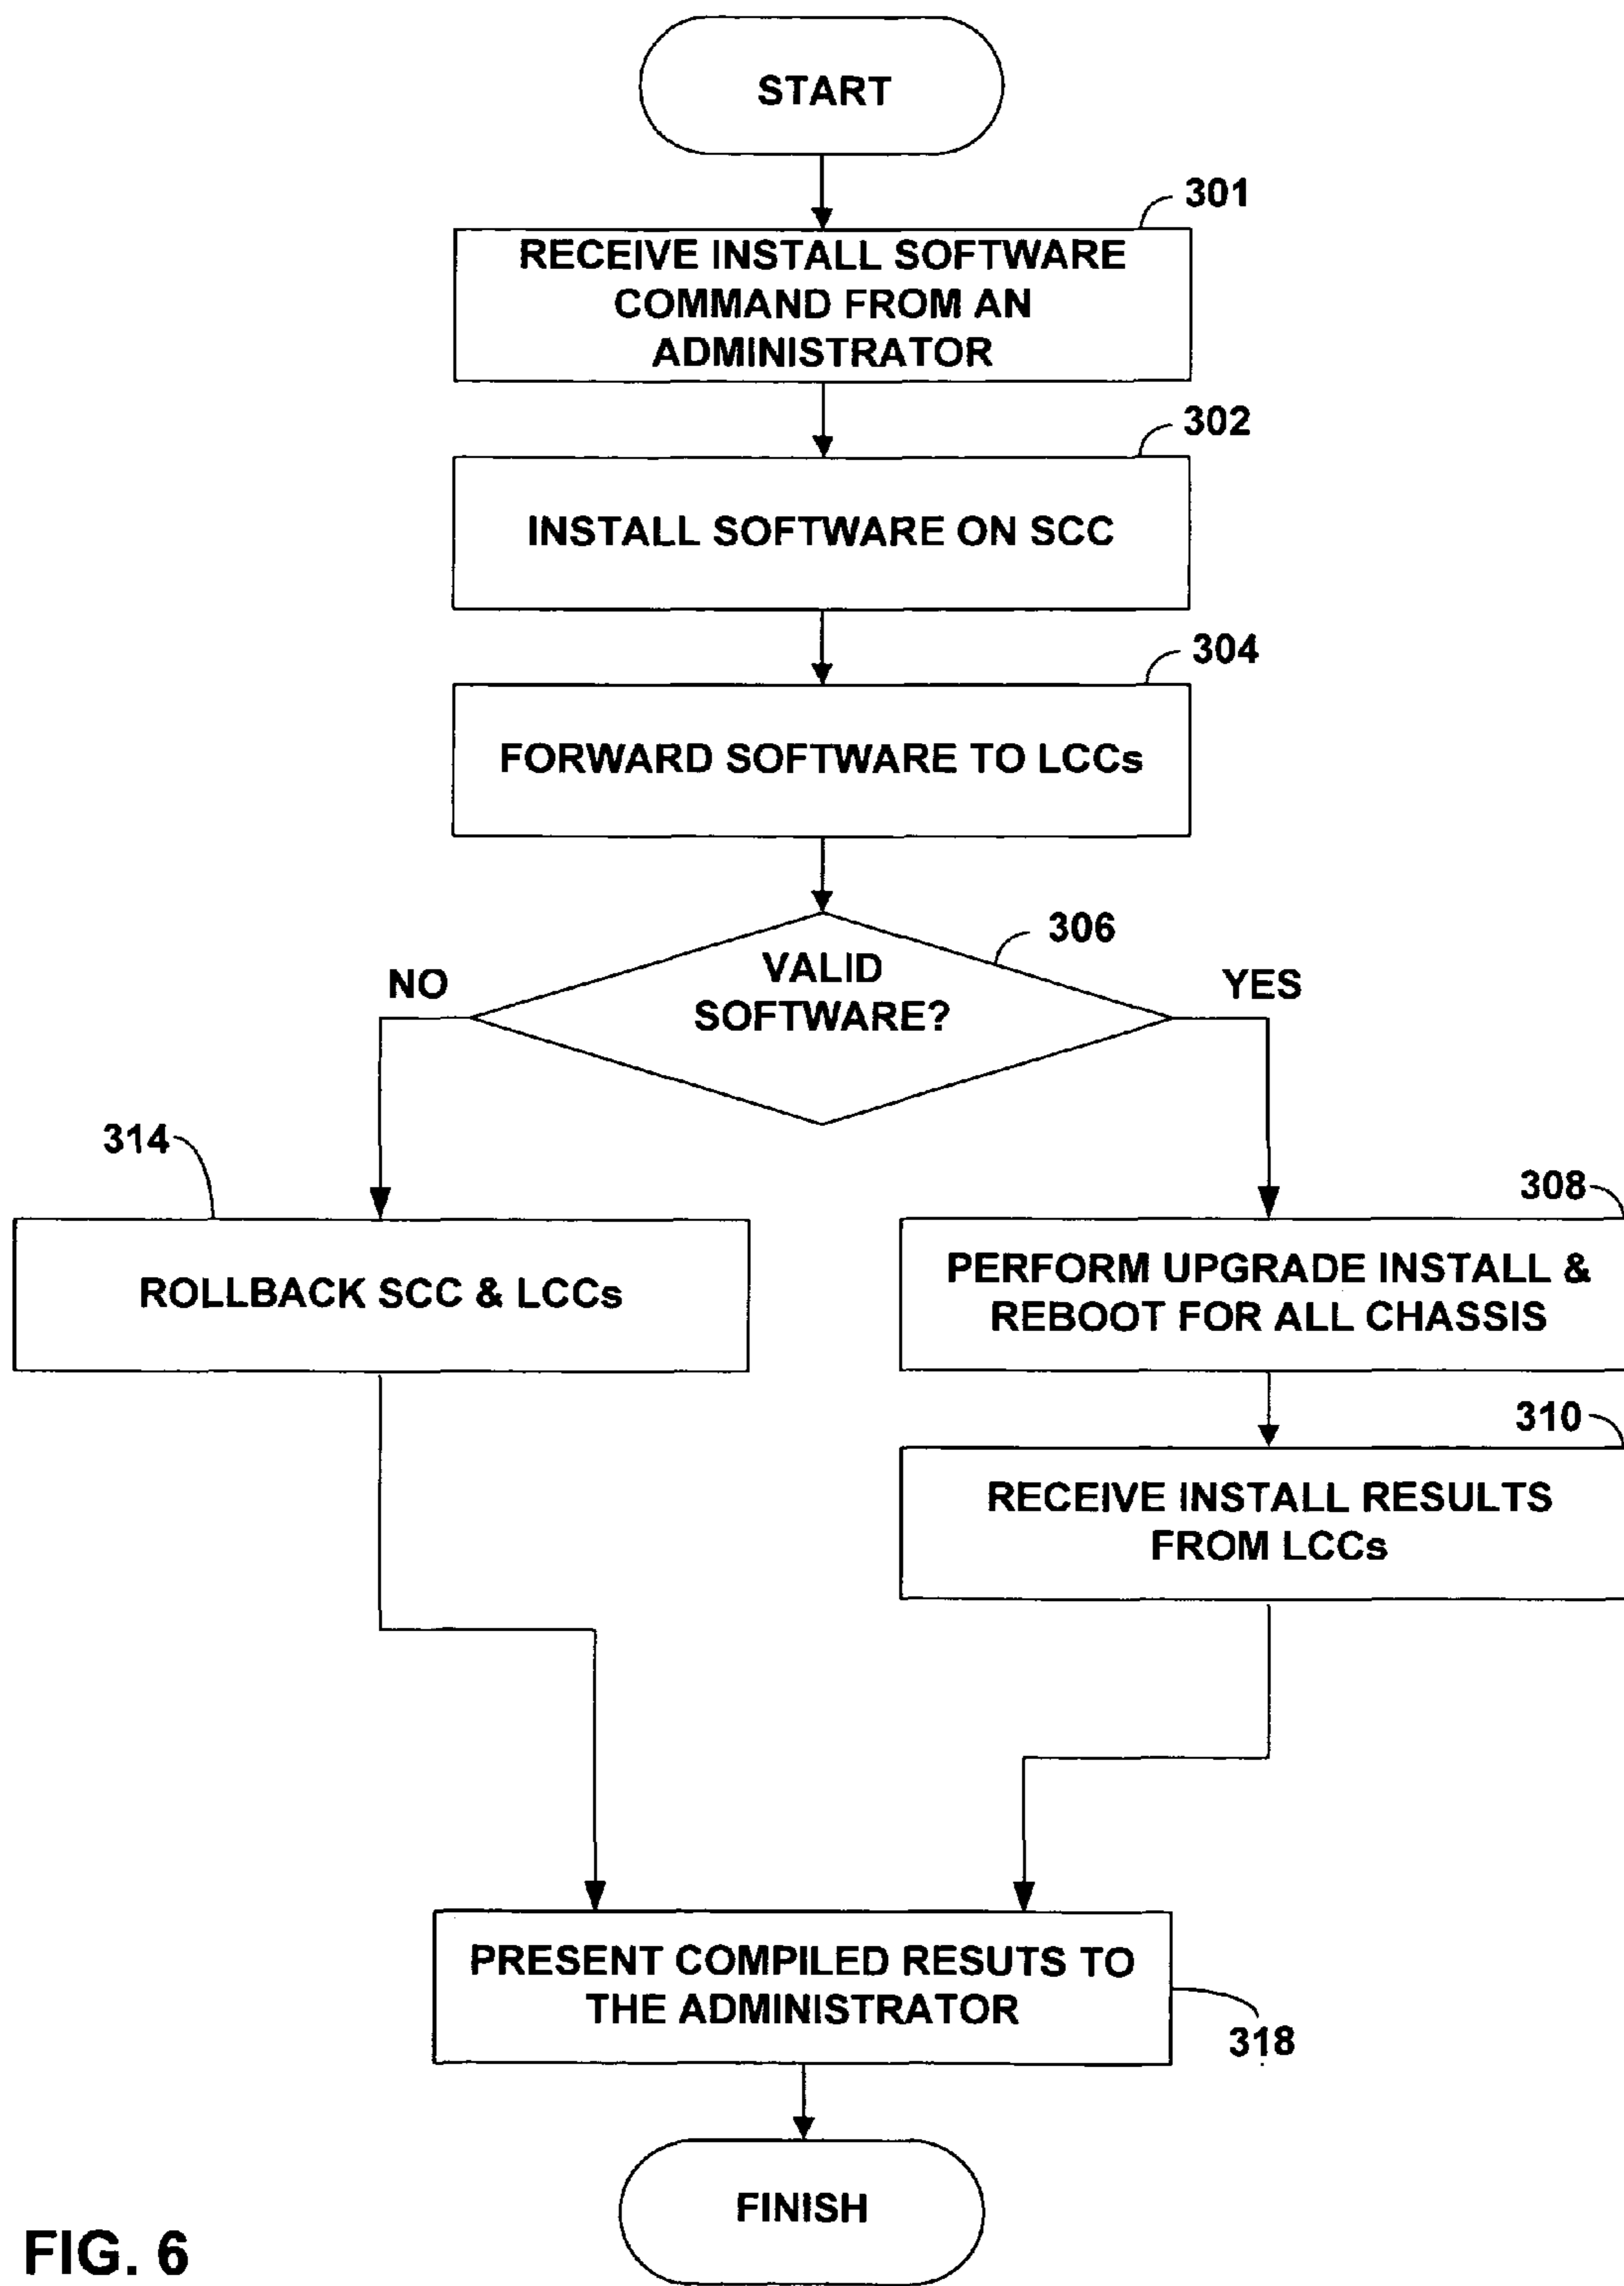 START
301
RECEIVE INSTALL SOFTWARE
COMMAND FROM AN
ADMINISTRATOR
302
INSTALL SOFTWARE ON SCC
304
FORWARD SOFTWARE TO LCCs
306
VALID
SOFTWARE?
NO
YES
314
ROLLBACK SCC & LCCs
308
PERFORM UPGRADE INSTALL &
REBOOT FOR ALL CHASSIS
310
RECEIVE INSTALL RESULTS
FROM LCCs
PRESENT COMPILED RESUTS TO
THE ADMINISTRATOR
318
FINISH
FIG. 6